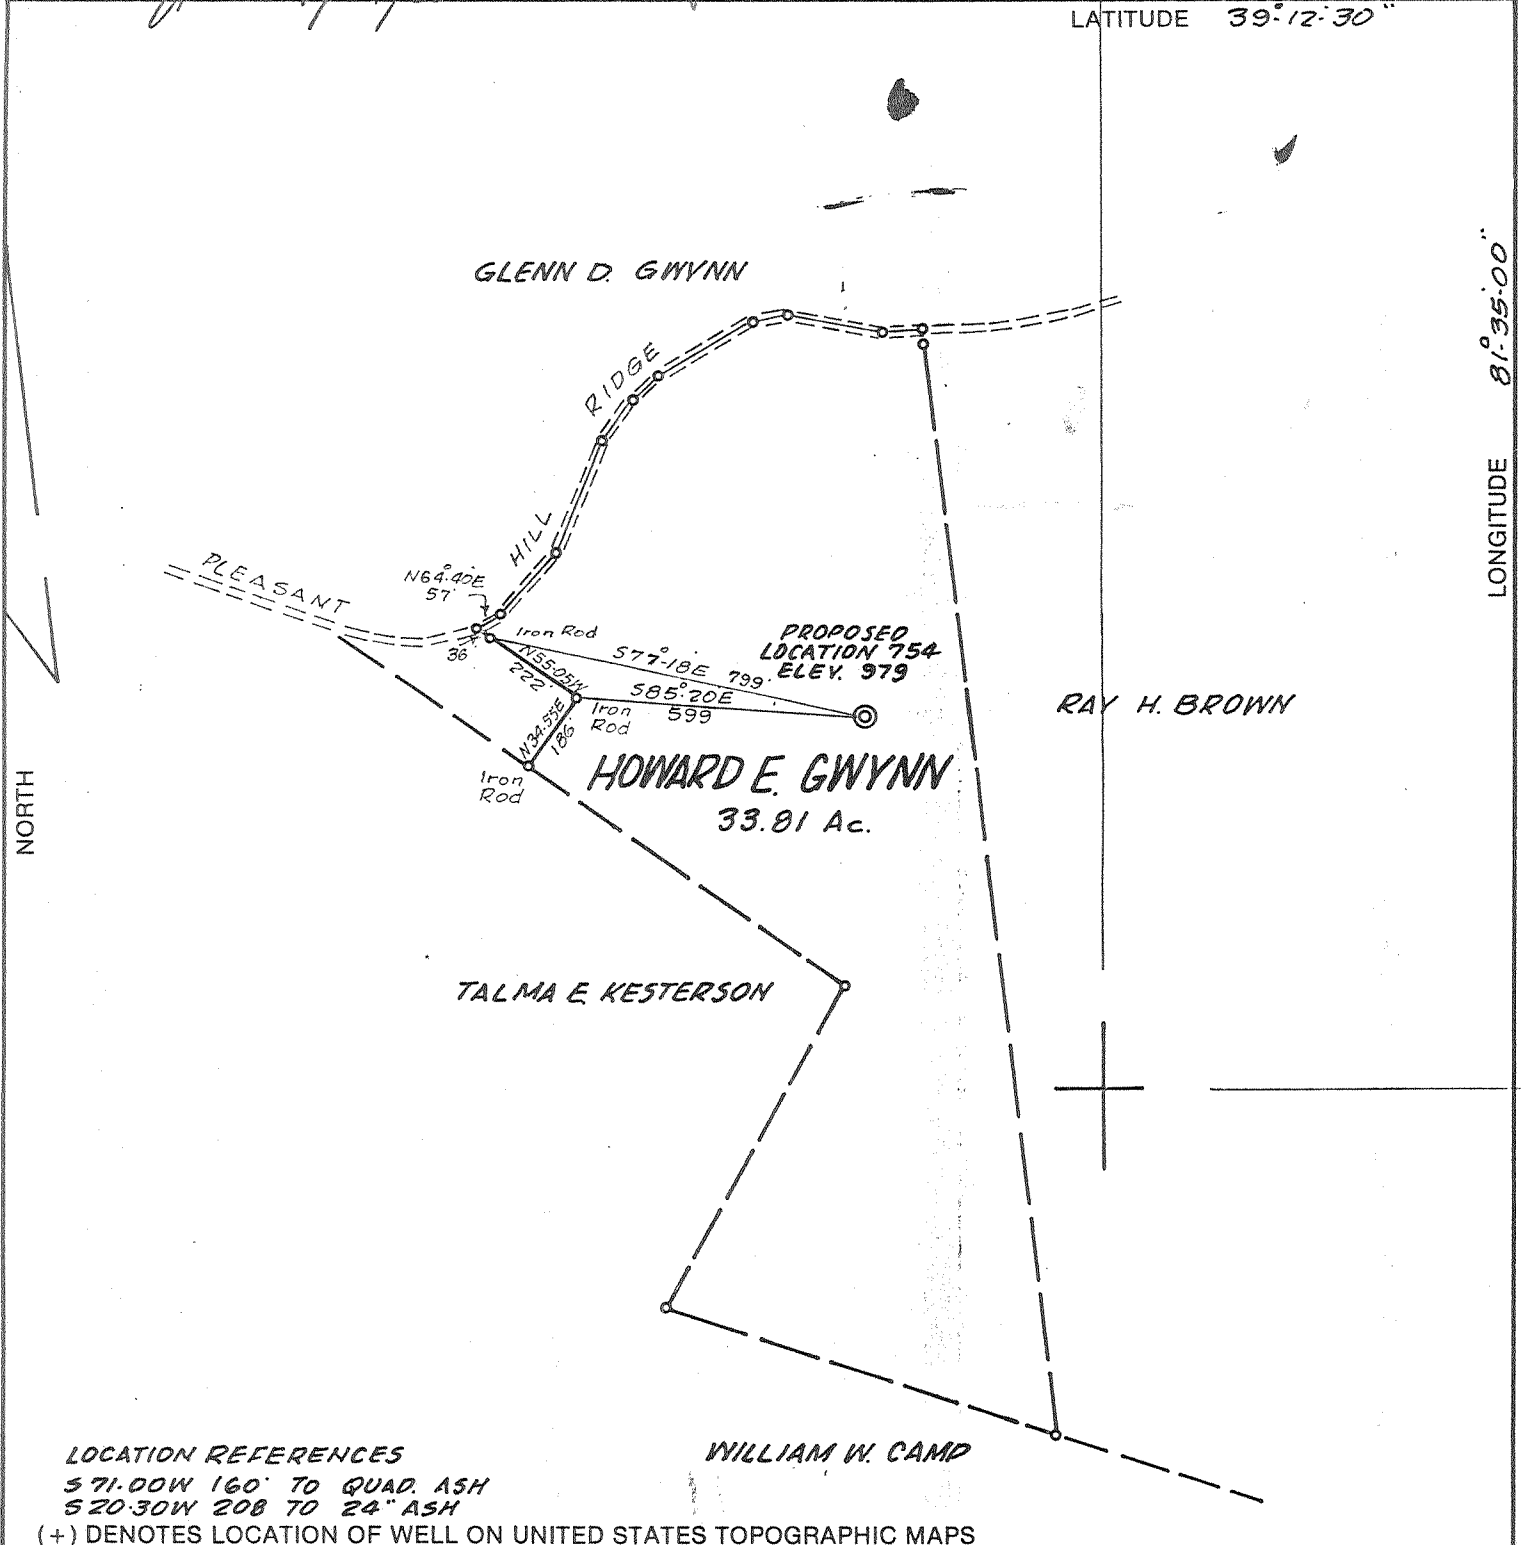 LATITUDE 39°-12'-30"
LONGITUDE 81°-35'-00"
GLENN D. GWYNN
PLEASANT HILL RIDGE
N64°-40'E
57'
36
Iron Rod
N55-05W
222'
S77°-18E 799'
PROPOSED
LOCATION 754
ELEV. 979
S85°-20E
599
Iron
Rod
N34-55E
186'
Iron
Rod
RAY H. BROWN
HOWARD E. GWYNN
33.81 Ac.
NORTH
TALMA E. KESTERSON
WILLIAM W. CAMP
LOCATION REFERENCES
S 71-00W 160' TO QUAD. ASH
S 20-30W 208 TO 24" ASH
(+) DENOTES LOCATION OF WELL ON UNITED STATES TOPOGRAPHIC MAPS